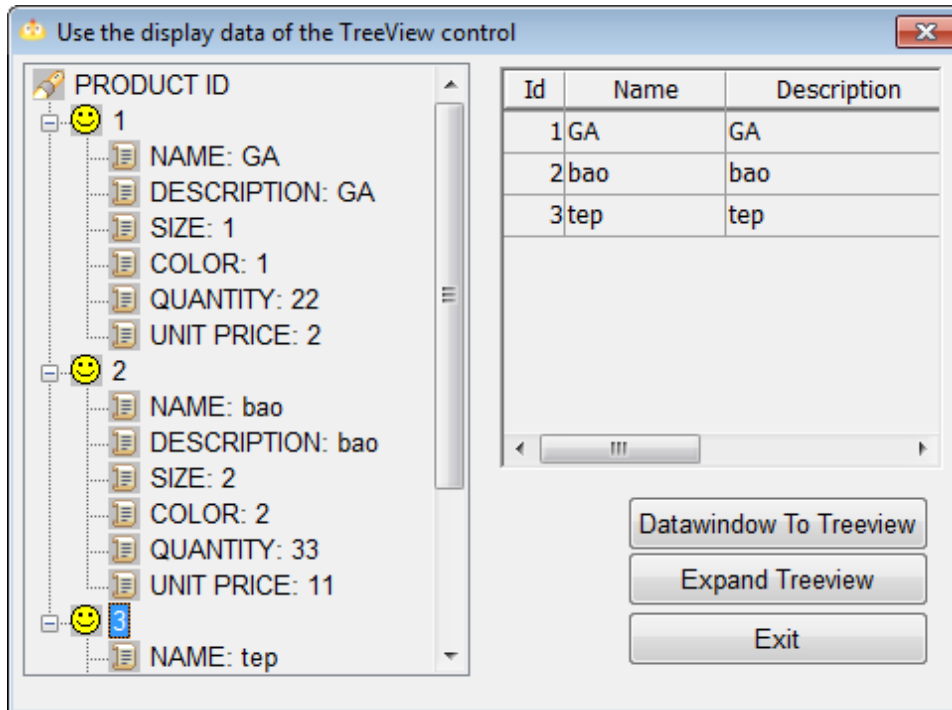 Use the display data of the TreeView control
PRODUCT ID
1
NAME: GA
DESCRIPTION: GA
SIZE: 1
COLOR: 1
QUANTITY: 22
UNIT PRICE: 2
2
NAME: bao
DESCRIPTION: bao
SIZE: 2
COLOR: 2
QUANTITY: 33
UNIT PRICE: 11
3
NAME: tep
Id Name Description
1 GA GA
2 bao bao
3 tep tep
Datawindow To Treeview
Expand Treeview
Exit